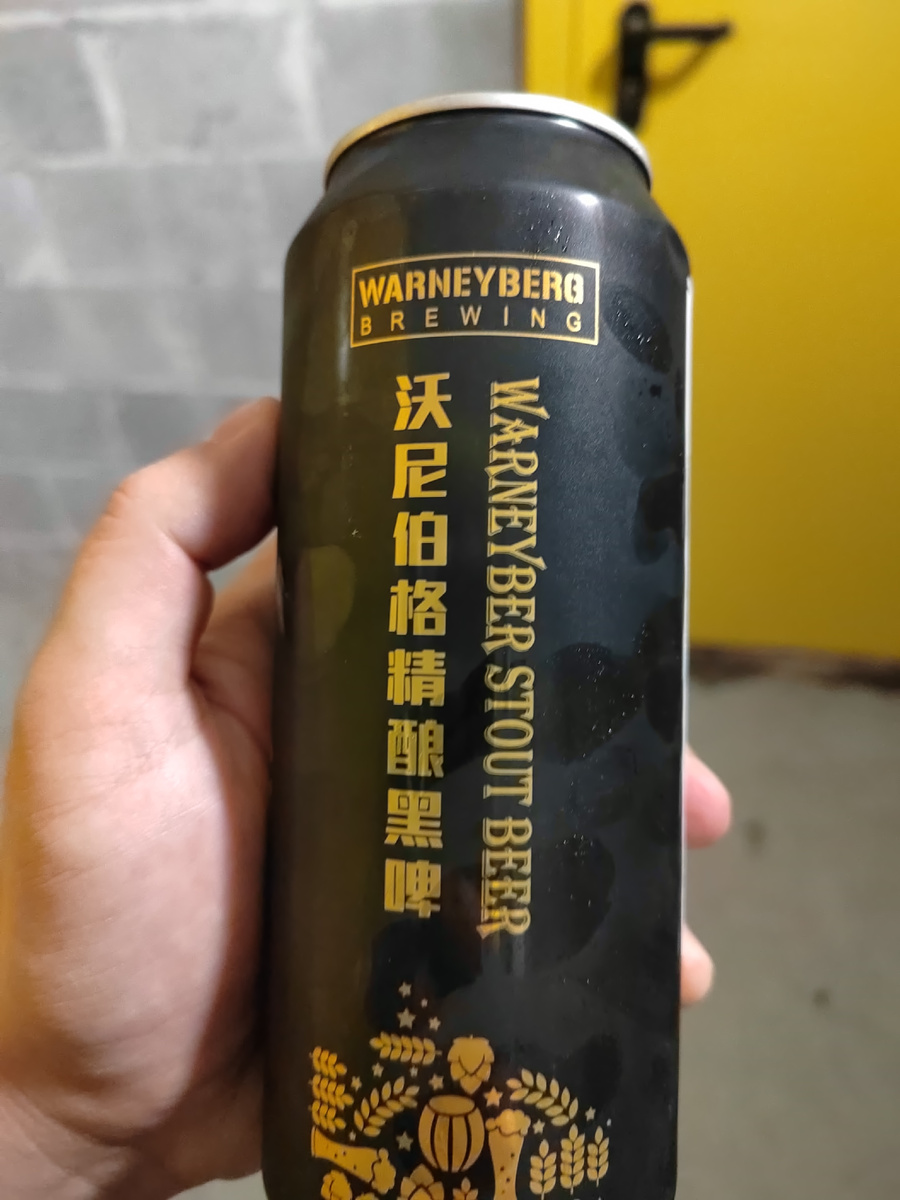 WARNEYBERG
BREWING
沃尼伯格精酿黑啤
WARNEYBER STOUT BEER